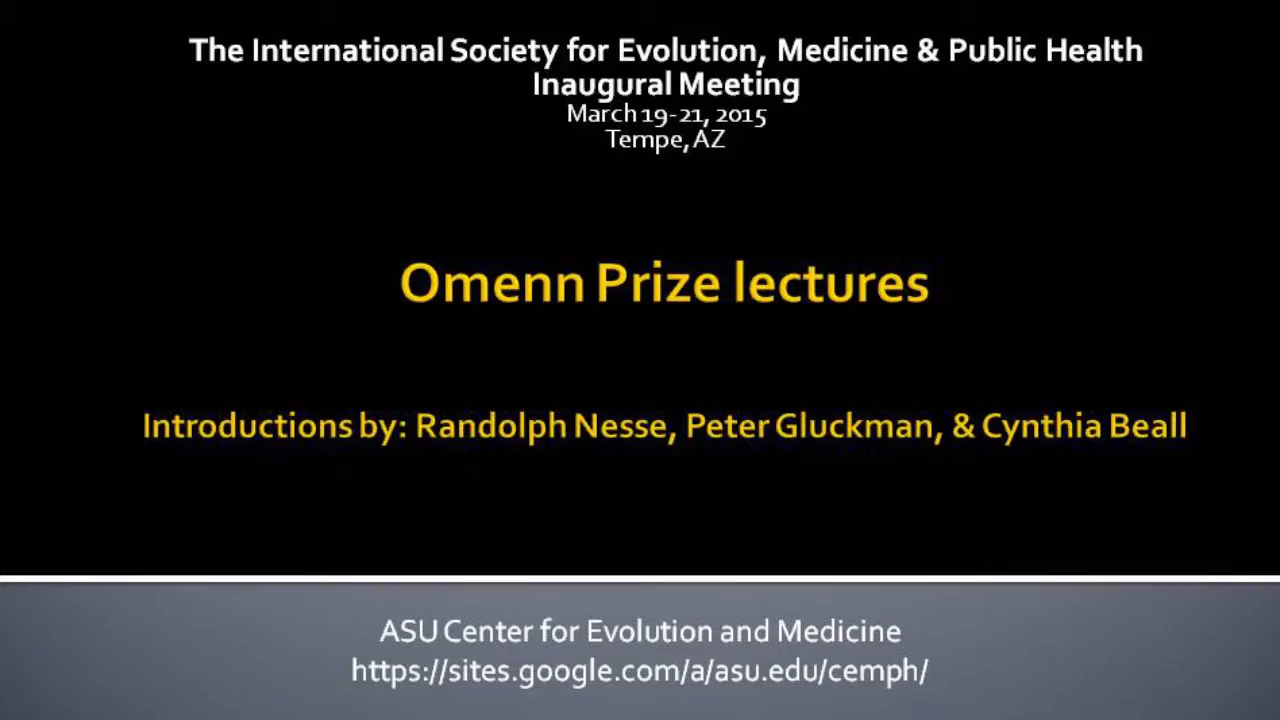 The International Society for Evolution, Medicine & Public Health
Inaugural Meeting
March 19-21, 2015
Tempe, AZ
Omenn Prize lectures
Introductions by: Randolph Nesse, Peter Gluckman, & Cynthia Beall
ASU Center for Evolution and Medicine
https://sites.google.com/a/asu.edu/cemph/